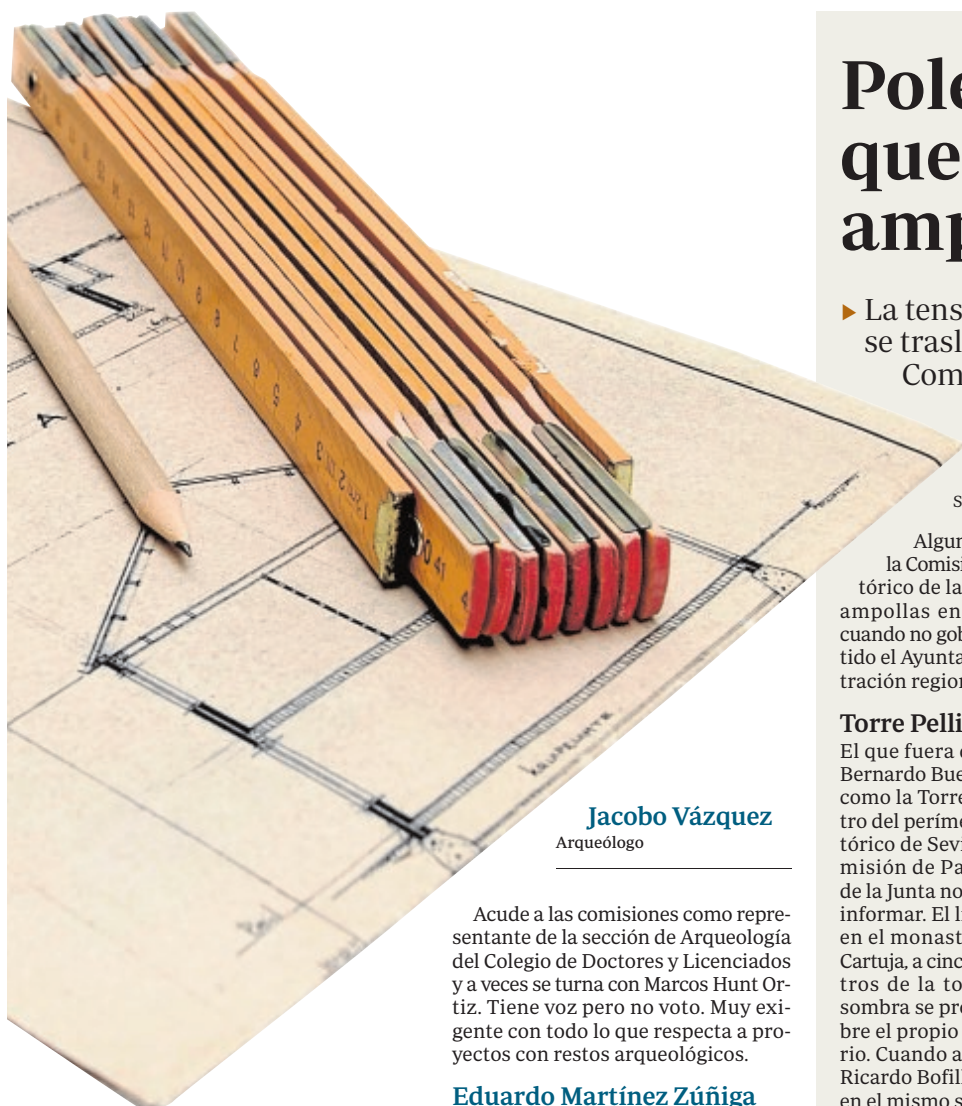 Jacobo Vázquez
Arqueólogo
Acude a las comisiones como repre-
sentante de la sección de Arqueología
del Colegio de Doctores y Licenciados
y a veces se turna con Marcos Hunt Or-
tiz. Tiene voz pero no voto. Muy exi-
gente con todo lo que respecta a pro-
yectos con restos arqueológicos.
Eduardo Martínez Zúñiga
Pole
que
amp
▸ La tens
se trasl
Com
S
Algun
la Comisi
tórico de la
ampollas en
cuando no gob
tido el Ayunta
tración region
Torre Pelli
El que fuera
Bernardo Bue
como la Torre
tro del períme
tórico de Sevi
misión de Pa
de la Junta no
informar. El l
en el monast
Cartuja, a cinc
tros de la to
sombra se pro
bre el propio
rio. Cuando a
Ricardo Bofill
en el mismo s